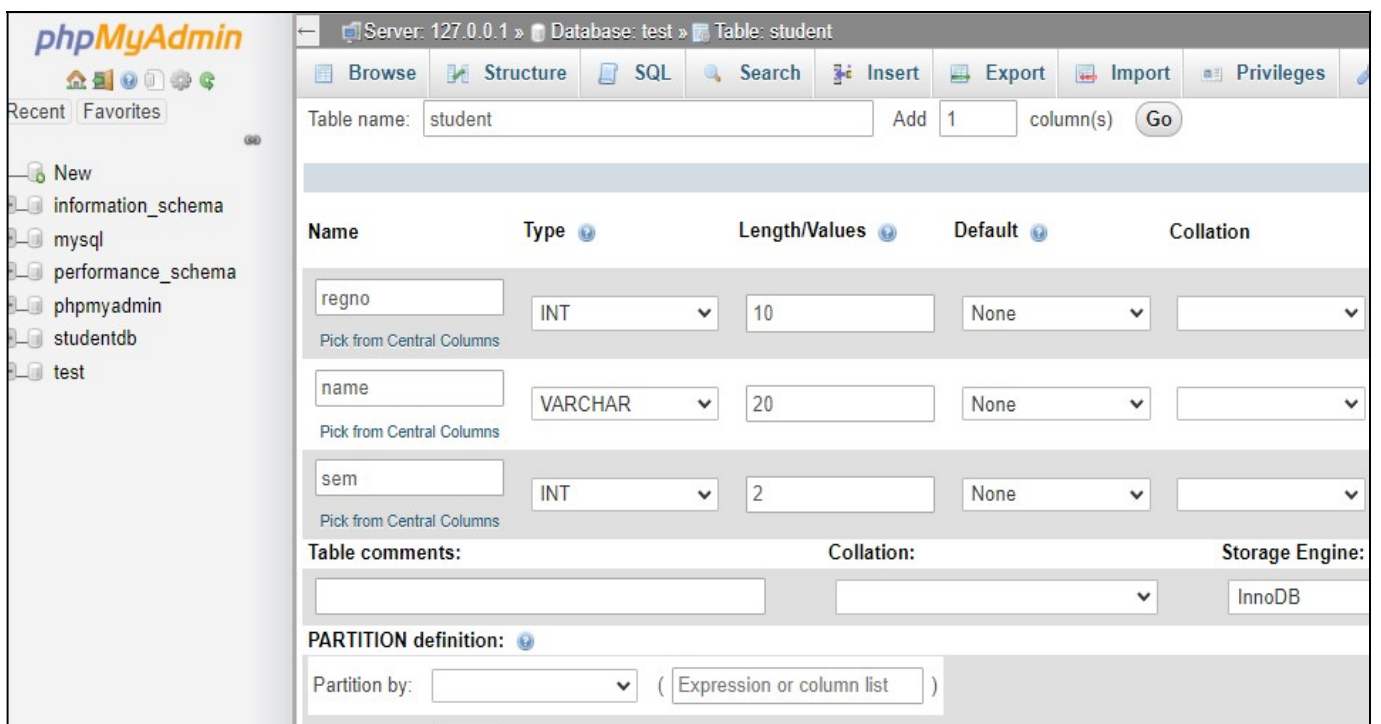 phpMyAdmin
Recent Favorites
New
information_schema
mysql
performance_schema
phpmyadmin
studentdb
test
Server: 127.0.0.1 » Database: test » Table: student
Browse Structure SQL Search Insert Export Import Privileges
Table name: student Add 1 column(s) Go
Name Type Length/Values Default Collation
regno INT 10 None
Pick from Central Columns
name VARCHAR 20 None
Pick from Central Columns
sem INT 2 None
Pick from Central Columns
Table comments: Collation: Storage Engine:
InnoDB
PARTITION definition:
Partition by: ( Expression or column list )